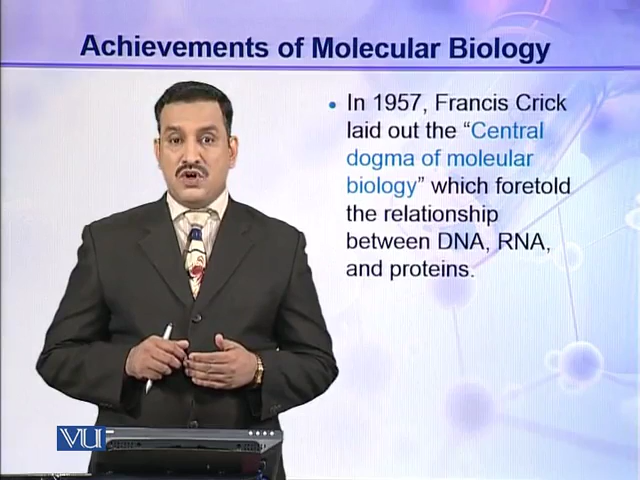 Achievements of Molecular Biology
• In 1957, Francis Crick
laid out the “Central
dogma of moleular
biology” which foretold
the relationship
between DNA, RNA,
and proteins.
VU